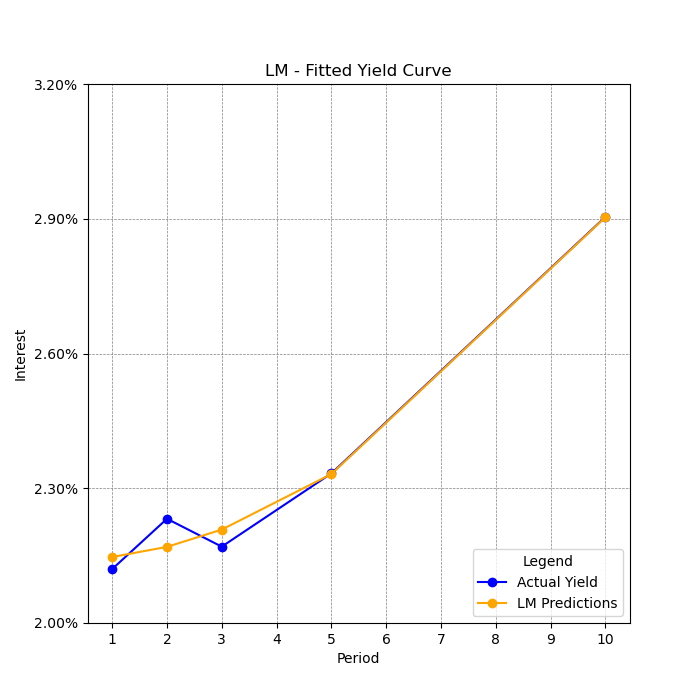 LM - Fitted Yield Curve
3.20%
2.90%
2.60%
2.30%
2.00%
Interest
1 2 3 4 5 6 7 8 9 10
Period
Legend
Actual Yield
LM Predictions